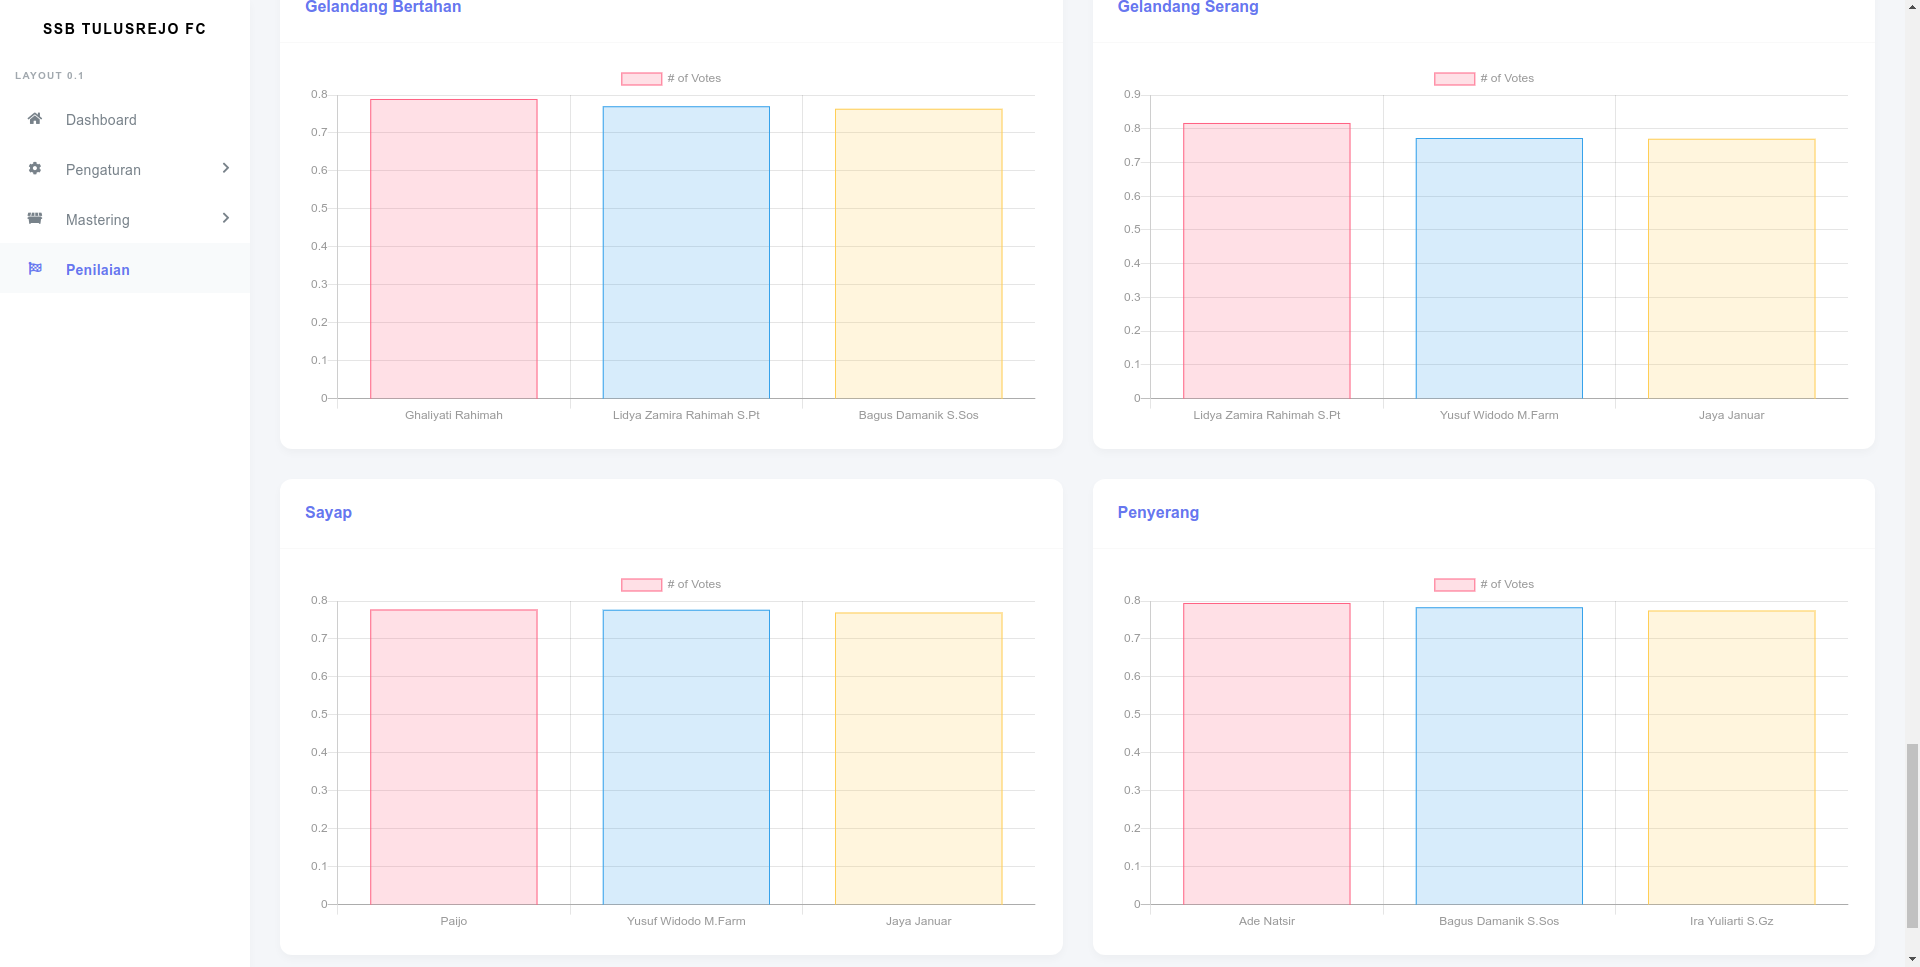 SSB TULUSREJO FC
LAYOUT 0.1
Dashboard
Pengaturan
Mastering
Penilaian
Gelandang Bertahan
# of Votes
0.8
0.7
0.6
0.5
0.4
0.3
0.2
0.1
0
Ghaliyati Rahimah
Lidya Zamira Rahimah S.Pt
Bagus Damanik S.Sos
Gelandang Serang
# of Votes
0.9
0.8
0.7
0.6
0.5
0.4
0.3
0.2
0.1
0
Lidya Zamira Rahimah S.Pt
Yusuf Widodo M.Farm
Jaya Januar
Sayap
# of Votes
0.8
0.7
0.6
0.5
0.4
0.3
0.2
0.1
0
Paijo
Yusuf Widodo M.Farm
Jaya Januar
Penyerang
# of Votes
0.8
0.7
0.6
0.5
0.4
0.3
0.2
0.1
0
Ade Natsir
Bagus Damanik S.Sos
Ira Yuliarti S.Gz